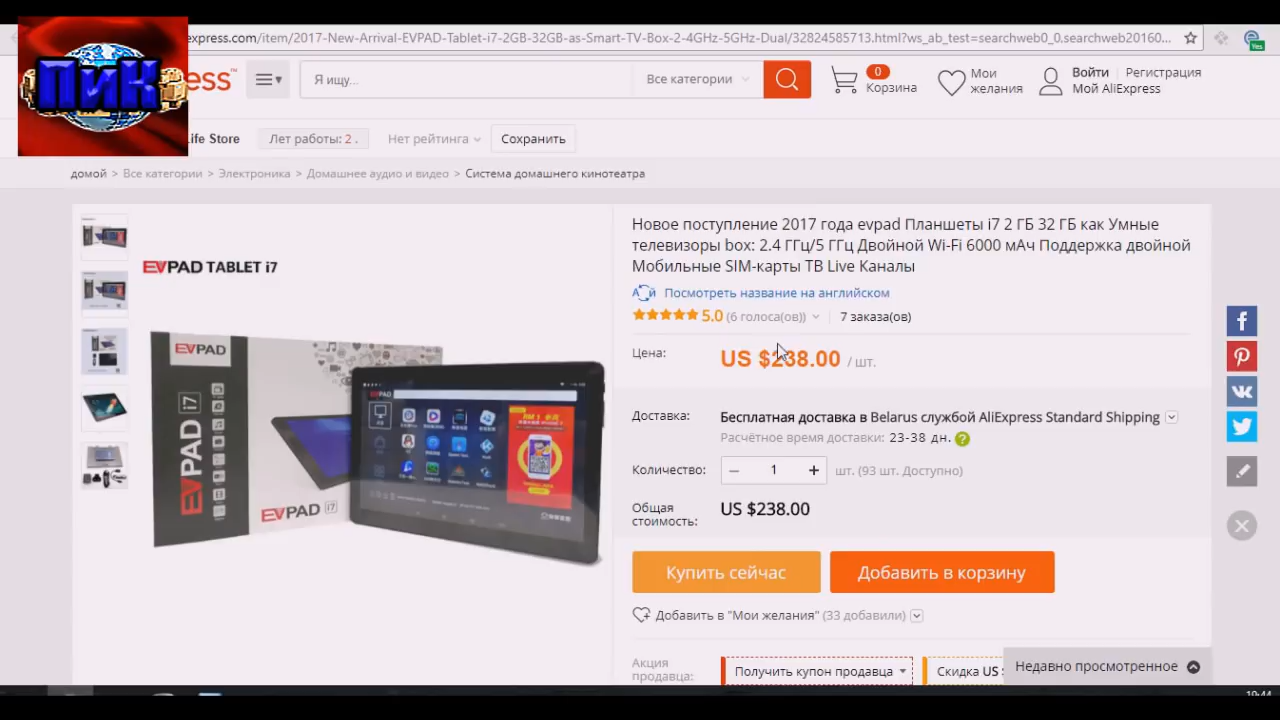 ПиК
express.com/item/2017-New-Arrival-EVPAD-Tablet-i7-2GB-32GB-as-Smart-TV-Box-2-4GHz-5GHz-Dual/32824585713.html?ws_ab_test=searchweb0_0,searchweb20160...
Yes
ess™
Я ищу...
Все категории
0
Корзина
Мои желания
Войти
Регистрация
Мой AliExpress
Life Store
Лет работы: 2 .
Нет рейтинга
Сохранить
домой > Все категории > Электроника > Домашнее аудио и видео > Система домашнего кинотеатра
EVPAD TABLET i7
EVPAD
EVPAD i7
EVPAD i7
Новое поступление 2017 года evpad Планшеты i7 2 ГБ 32 ГБ как Умные
телевизоры box: 2.4 ГГц/5 ГГц Двойной Wi-Fi 6000 мАч Поддержка двойной
Мобильные SIM-карты ТВ Live Каналы
Посмотреть название на английском
5.0 (6 голоса(ов)) 7 заказа(ов)
Цена: US $238.00 / шт.
Доставка: Бесплатная доставка в Belarus службой AliExpress Standard Shipping
Расчётное время доставки: 23-38 дн. ?
Количество: − 1 + шт. (93 шт. Доступно)
Общая
стоимость: US $238.00
Купить сейчас
Добавить в корзину
Добавить в "Мои желания" (33 добавили)
Акция
продавца:
Получить купон продавца
Скидка US
Недавно просмотренное
19:44